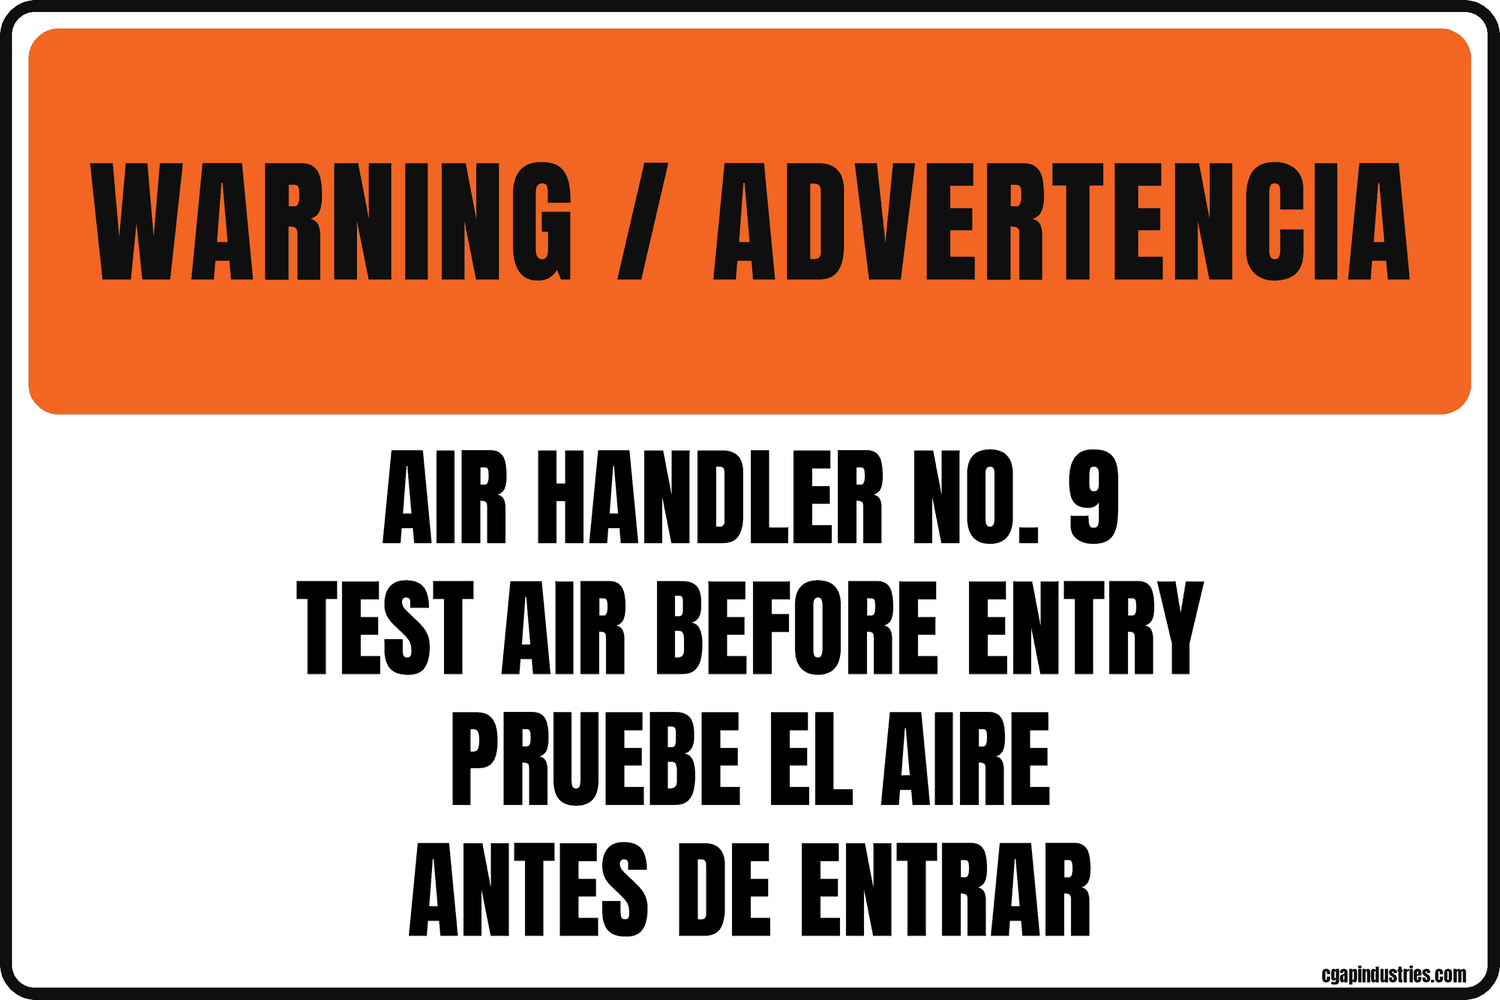 WARNING / ADVERTENCIA
AIR HANDLER NO. 9
TEST AIR BEFORE ENTRY
PRUEBE EL AIRE
ANTES DE ENTRAR
cgapindustries.com